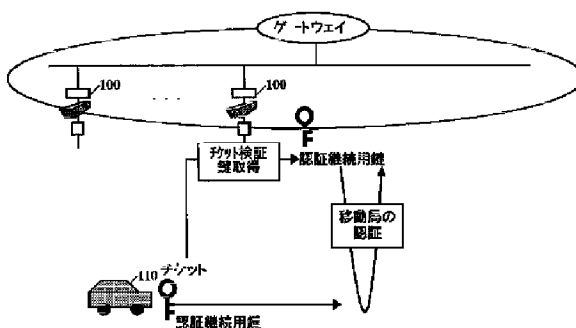 ゲートウェイ
100
100
. . .
チケット検証
鍵取得
認証継続用鍵
移動局の
認証
110
チケット
認証継続用鍵